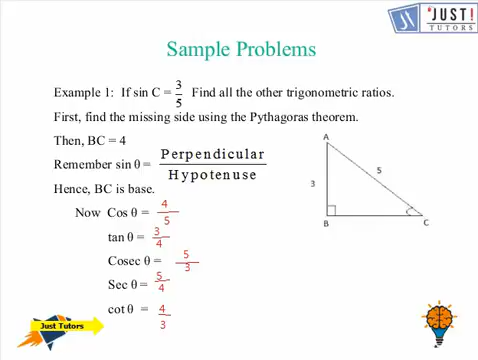 "JUST!
TUTORS
Sample Problems
Example 1: If sin C = 3/5 Find all the other trigonometric ratios.
First, find the missing side using the Pythagoras theorem.
Then, BC = 4
Remember sin θ = Perpendicular/Hypotenuse
Hence, BC is base.
Now Cos θ = 4/5
tan θ = 3/4
Cosec θ = 5/3
Sec θ = 5/4
cot θ = 4/3
A
3
5
B
C
Just Tutors